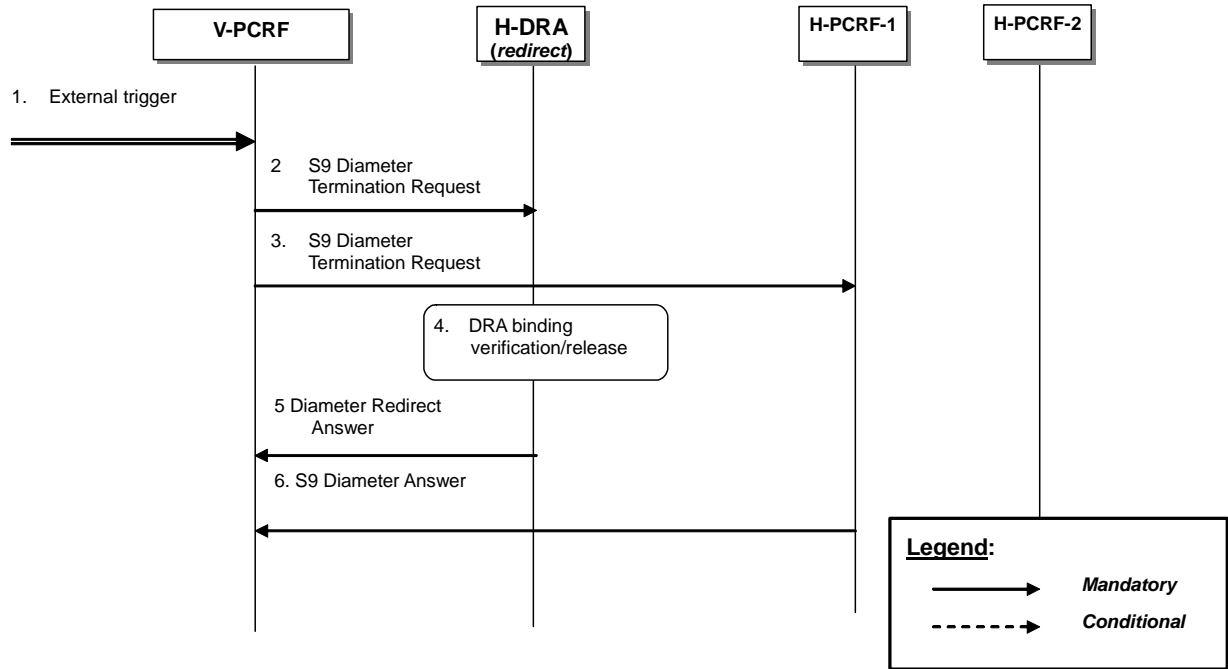 V-PCRF
H-DRA
(redirect)
H-PCRF-1
H-PCRF-2
1. External trigger
2 S9 Diameter
Termination Request
3. S9 Diameter
Termination Request
4. DRA binding
verification/release
5 Diameter Redirect
Answer
6. S9 Diameter Answer
Legend:
Mandatory
Conditional